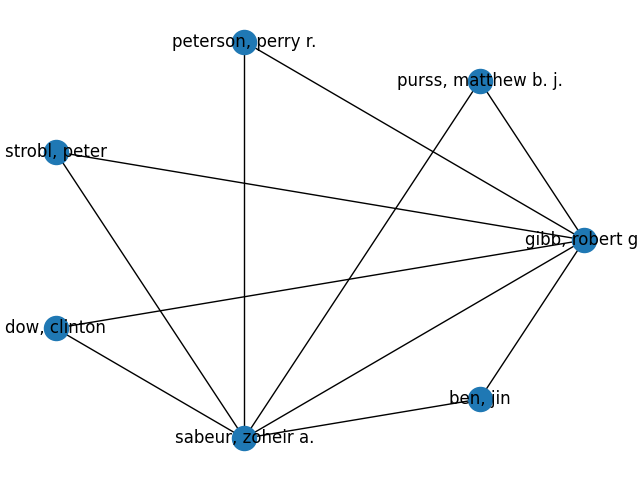 peterson, perry r.
purss, matthew b. j.
strobl, peter
gibb, robert g
dow, clinton
ben, jin
sabeur, zoheir a.